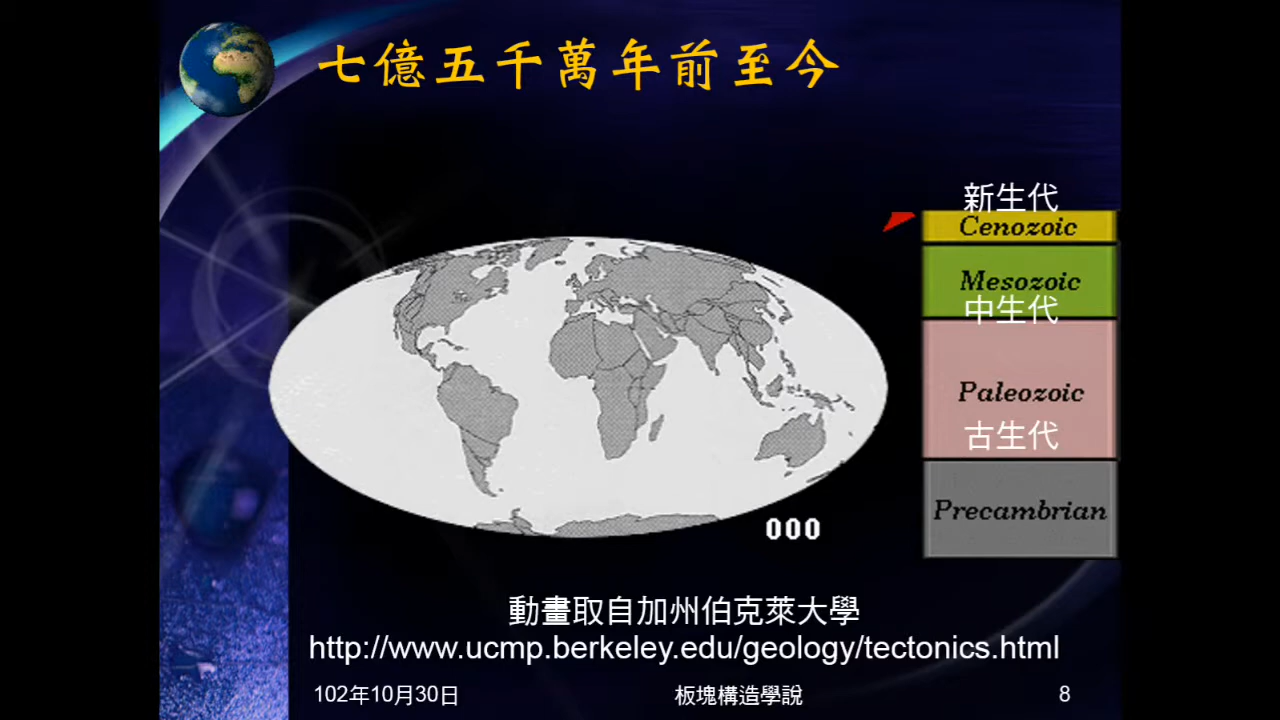 七億五千萬年前至今
新生代
Cenozoic
Mesozoic
中生代
Paleozoic
古生代
Precambrian
000
動畫取自加州伯克萊大學
http://www.ucmp.berkeley.edu/geology/tectonics.html
102年10月30日
板塊構造學說
8